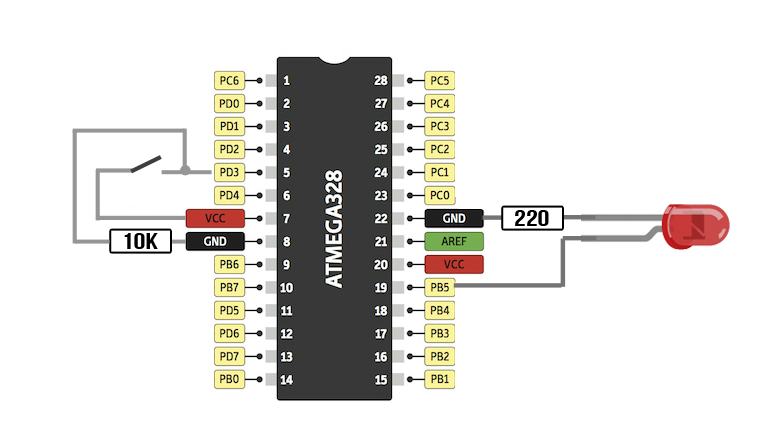 PC6 1 28 PC5
PD0 2 27 PC4
PD1 3 26 PC3
PD2 4 25 PC2
PD3 5 24 PC1
PD4 6 23 PC0
VCC 7 22 GND 220
10K GND 8 21 AREF
PB6 9 20 VCC
PB7 10 19 PB5
PD5 11 18 PB4
PD6 12 17 PB3
PD7 13 16 PB2
PB0 14 15 PB1
ATMEGA328